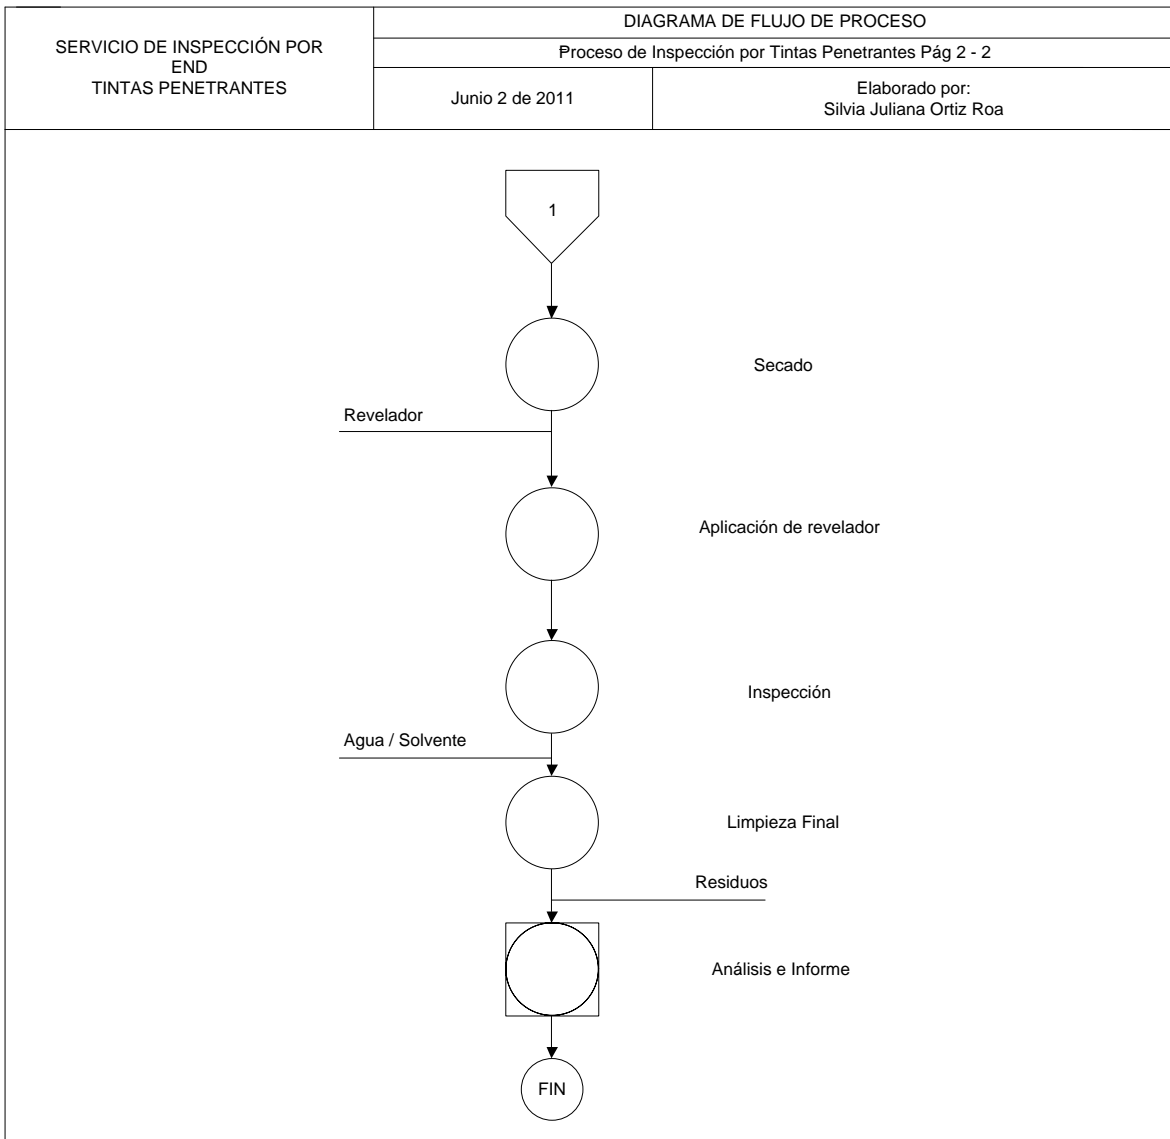 SERVICIO DE INSPECCIÓN POR
END
TINTAS PENETRANTES
DIAGRAMA DE FLUJO DE PROCESO
Proceso de Inspección por Tintas Penetrantes Pág 2 - 2
Junio 2 de 2011
Elaborado por:
Silvia Juliana Ortiz Roa
1
Secado
Revelador
Aplicación de revelador
Inspección
Agua / Solvente
Limpieza Final
Residuos
Análisis e Informe
FIN